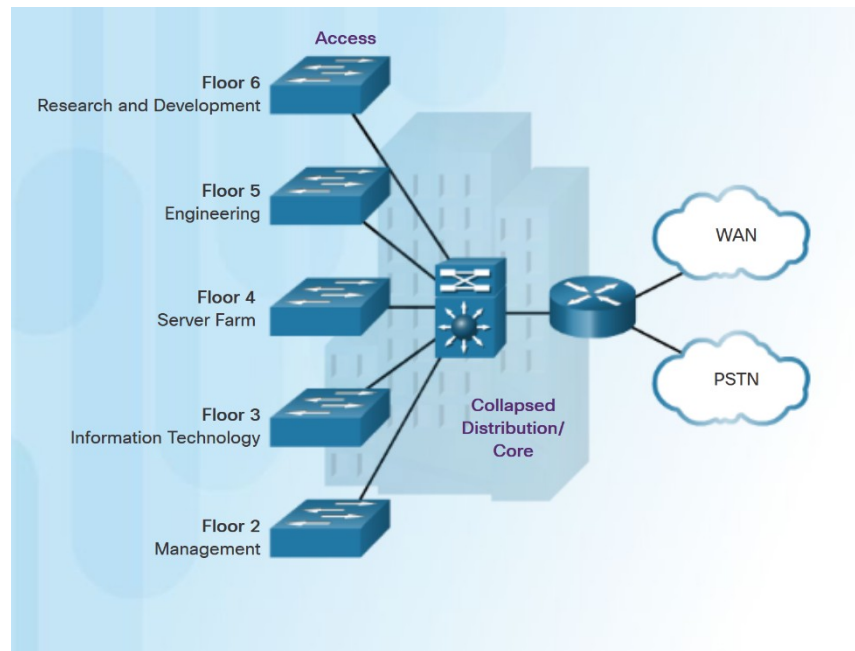 Access
Floor 6
Research and Development
Floor 5
Engineering
WAN
Floor 4
Server Farm
PSTN
Floor 3
Information Technology
Collapsed
Distribution/
Core
Floor 2
Management